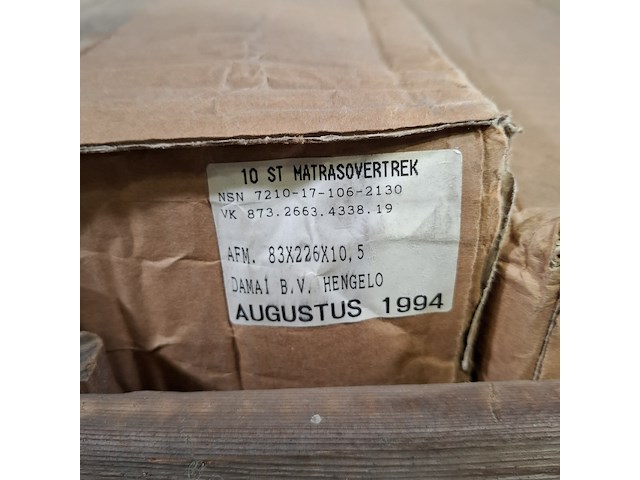 10 ST MATRASOVERTREK
NSN 7210-17-106-2130
VK 873.2663.4338.19
AFM. 83X226X10,5
DAMAI B.V. HENGELO
AUGUSTUS 1994